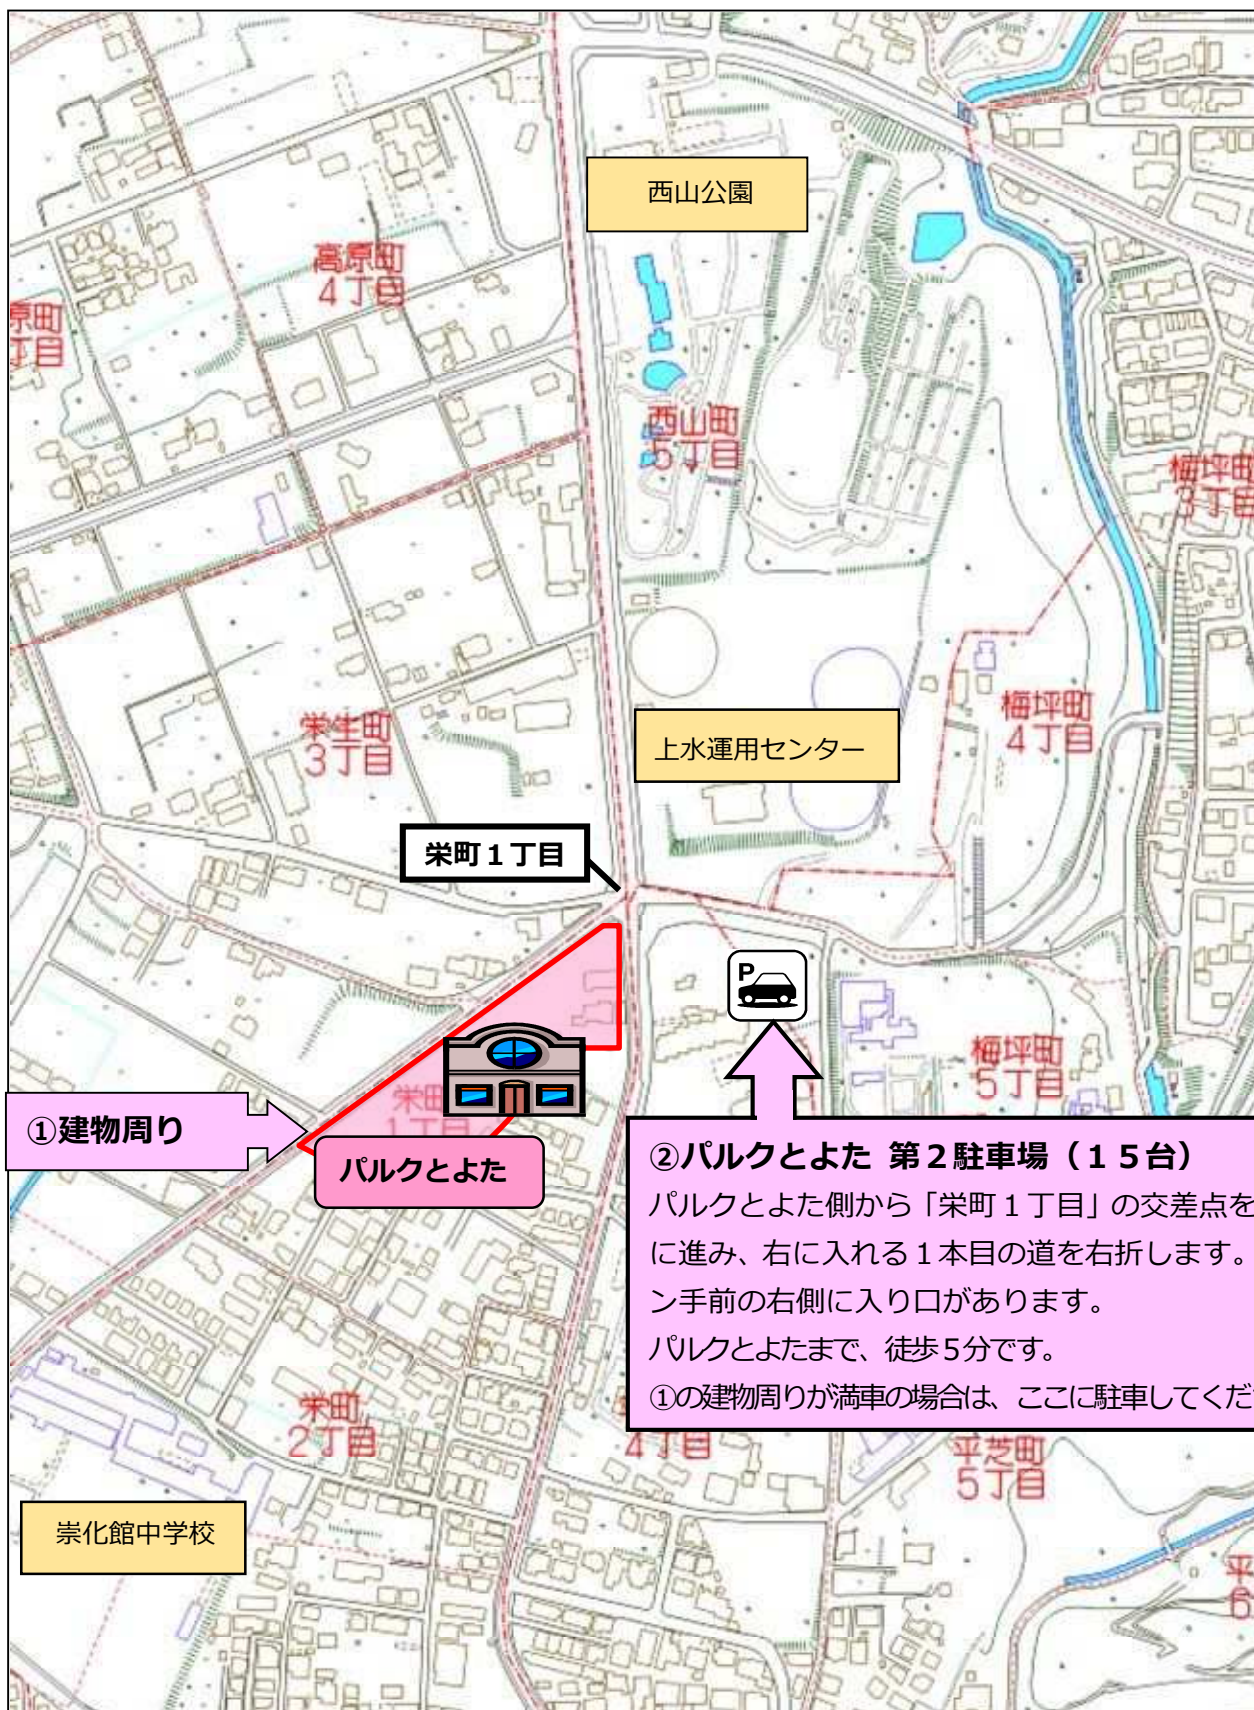 西山公園
高原町
4丁目
原町
丁目
西山町
5丁目
梅坪町
3丁目
梅坪町
4丁目
栄生町
3丁目
上水運用センター
栄町１丁目
P
梅坪町
5丁目
①建物周り
栄町
1丁目
パルクとよた
②パルクとよた 第２駐車場（１５台）
パルクとよた側から「栄町１丁目」の交差点を
に進み、右に入れる１本目の道を右折します。
ン手前の右側に入り口があります。
パルクとよたまで、徒歩５分です。
①の建物周りが満車の場合は、ここに駐車してくだ
栄町
2丁目
4丁目
平芝町
5丁目
崇化館中学校
平
6